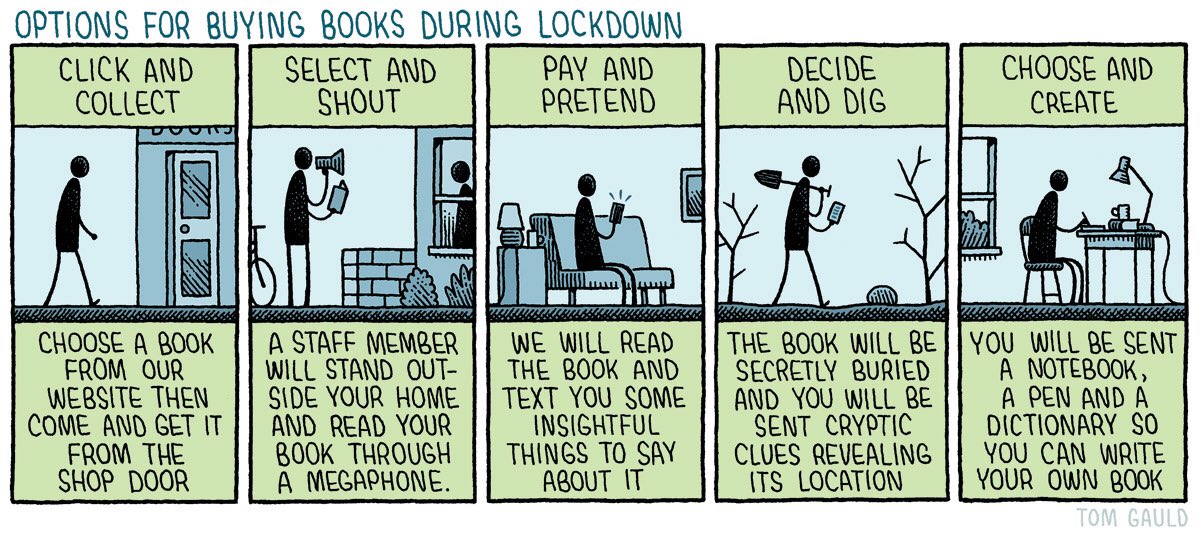 OPTIONS FOR BUYING BOOKS DURING LOCKDOWN
CLICK AND
COLLECT
BOOKS
CHOOSE A BOOK
FROM OUR
WEBSITE THEN
COME AND GET IT
FROM THE
SHOP DOOR
SELECT AND
SHOUT
A STAFF MEMBER
WILL STAND OUT-
SIDE YOUR HOME
AND READ YOUR
BOOK THROUGH
A MEGAPHONE.
PAY AND
PRETEND
WE WILL READ
THE BOOK AND
TEXT YOU SOME
INSIGHTFUL
THINGS TO SAY
ABOUT IT
DECIDE
AND DIG
THE BOOK WILL BE
SECRETLY BURIED
AND YOU WILL BE
SENT CRYPTIC
CLUES REVEALING
ITS LOCATION
CHOOSE AND
CREATE
YOU WILL BE SENT
A NOTEBOOK,
A PEN AND A
DICTIONARY SO
YOU CAN WRITE
YOUR OWN BOOK
TOM GAULD